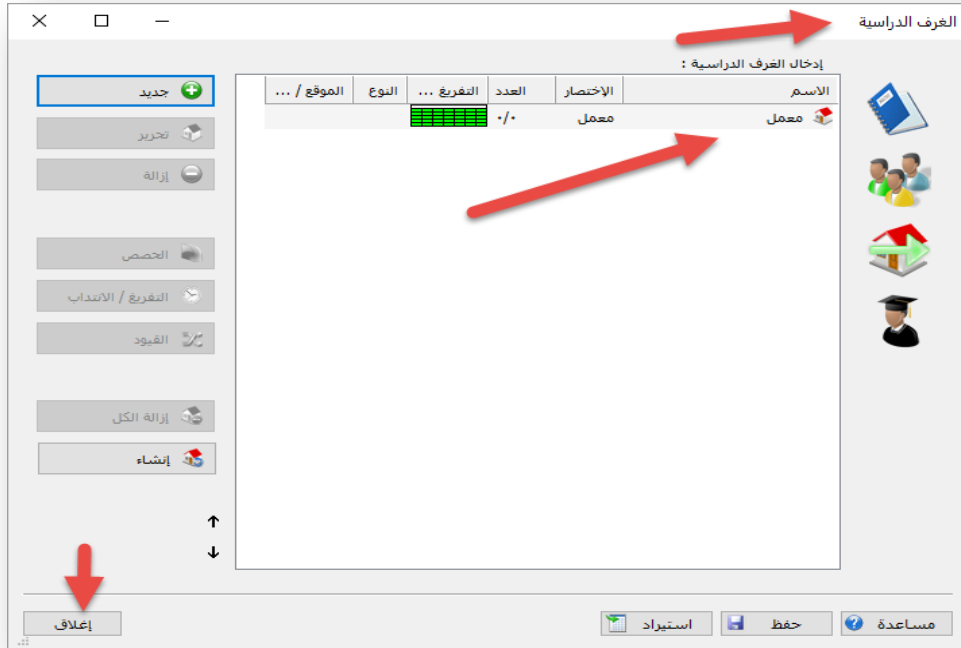 الغرف الدراسية
إدخال الغرف الدراسية :
الاسم الإختصار العدد التفريغ ... النوع الموقع / ...
معمل معمل ٠/٠
جديد
تحرير
إزالة
الحصص
التفريغ / الانتداب
القيود
إزالة الكل
إنشاء
مساعدة حفظ استيراد إغلاق